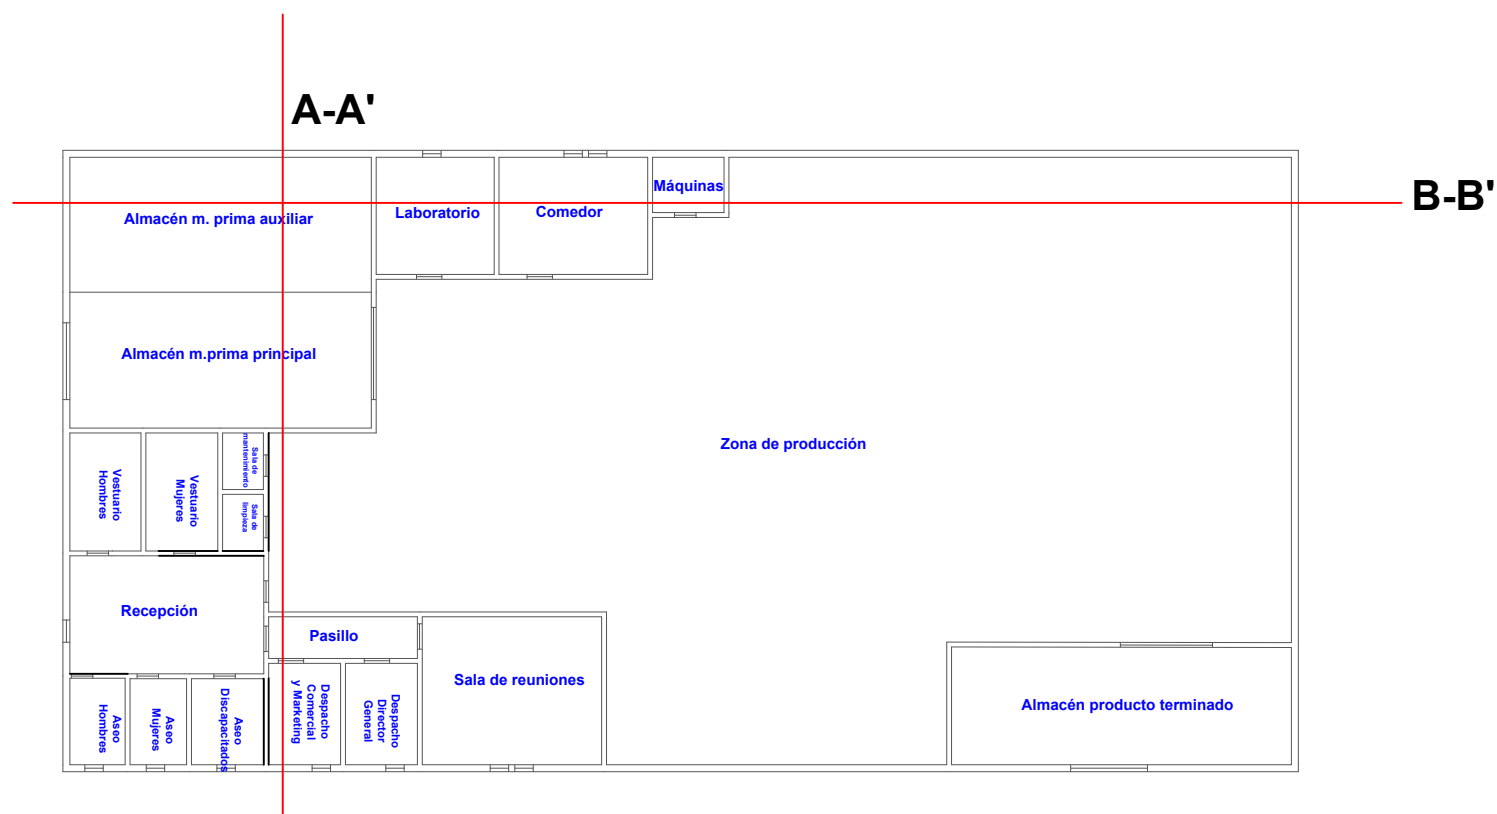 A-A'
B-B'
Máquinas
Almacén m. prima auxiliar
Laboratorio
Comedor
Almacén m.prima principal
Zona de producción
Vestuario
Hombres
Vestuario
Mujeres
Sala de
mantenimiento
Sala de
limpieza
Recepción
Pasillo
Sala de reuniones
Aseo
Hombres
Aseo
Mujeres
Aseo
Discapacitados
Despacho
Comercial
y Marketing
Despacho
Director
General
Almacén producto terminado